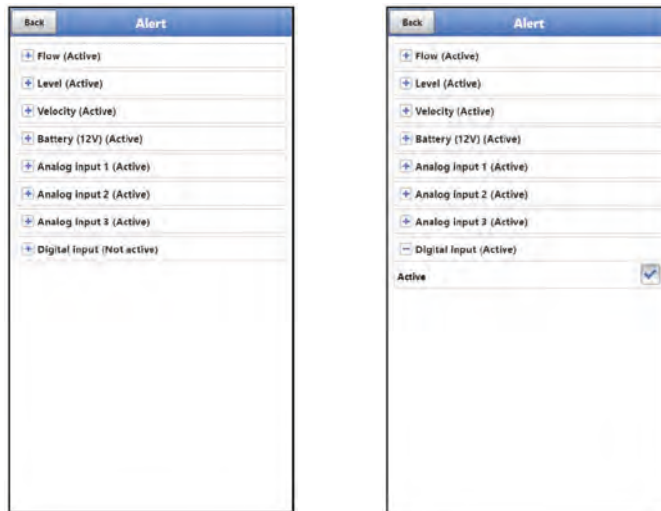 Back Alert
Flow (Active)
Level (Active)
Velocity (Active)
Battery (12V) (Active)
Analog input 1 (Active)
Analog input 2 (Active)
Analog input 3 (Active)
Digital input (Not active)
Back Alert
Flow (Active)
Level (Active)
Velocity (Active)
Battery (12V) (Active)
Analog input 1 (Active)
Analog input 2 (Active)
Analog input 3 (Active)
Digital input (Active)
Active